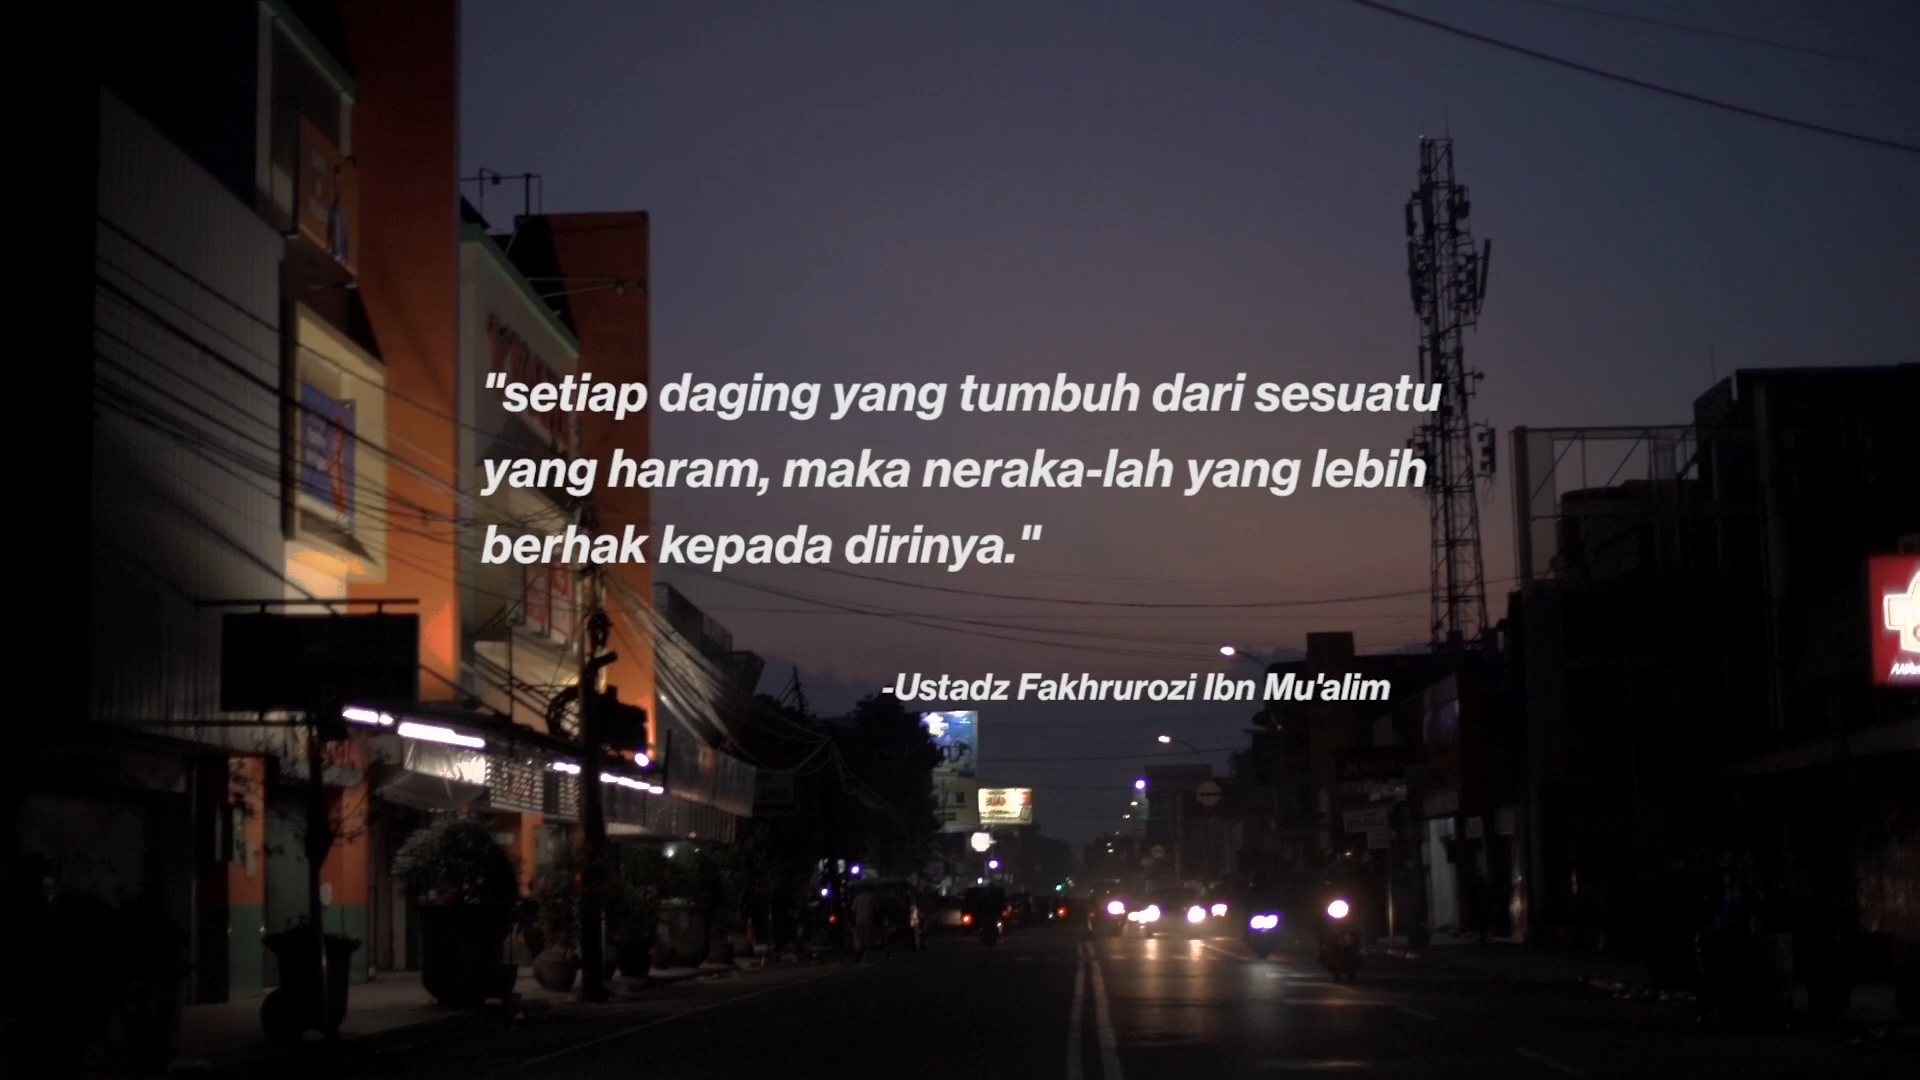 "setiap daging yang tumbuh dari sesuatu
yang haram, maka neraka-lah yang lebih
berhak kepada dirinya."
-Ustadz Fakhrurozi Ibn Mu'alim